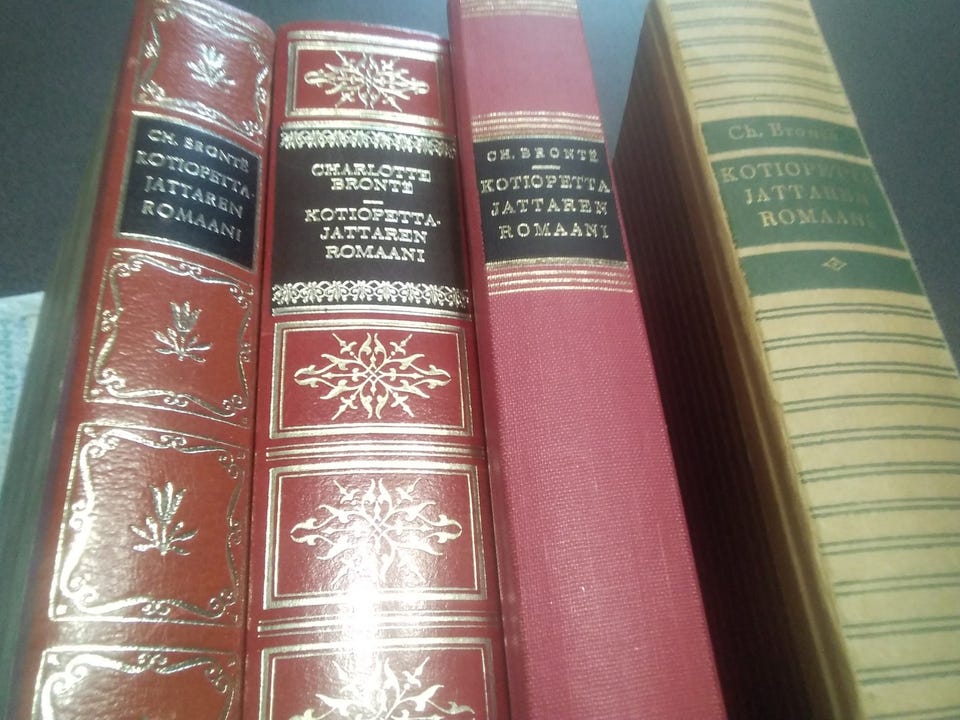 CH. BRONTË
KOTIOPETTA-
JATTAREN
ROMAANI
CHARLOTTE
BRONTË
KOTIOPETTA-
JATTAREN
ROMAANI
CH. BRONTË
KOTIOPETTA
JATTAREN
ROMAANI
Ch. Brontë
KOTIOPETTA
JATTAREN
ROMAANI